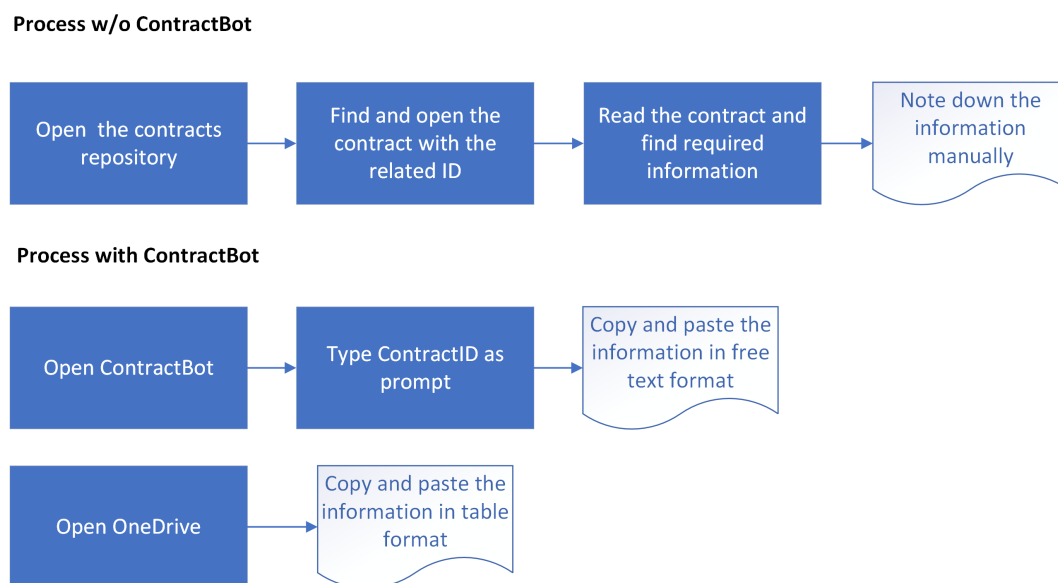 Process w/o ContractBot
Open the contracts
repository
Find and open the
contract with the
related ID
Read the contract and
find required
information
Note down the
information
manually
Process with ContractBot
Open ContractBot
Type ContractID as
prompt
Copy and paste the
information in free
text format
Open OneDrive
Copy and paste the
information in table
format